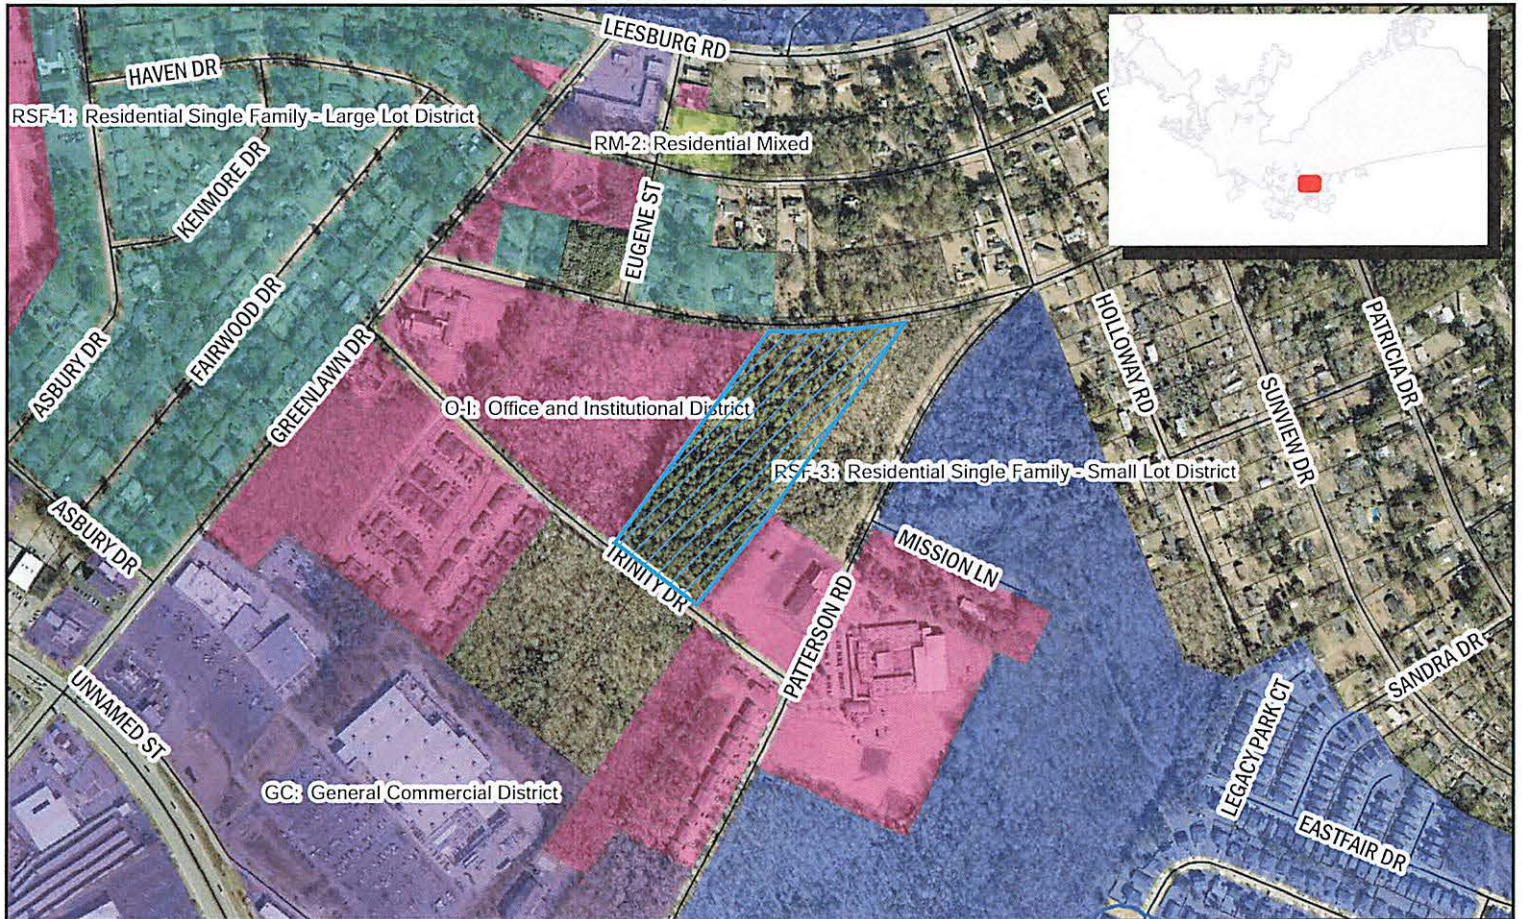 LEESBURG RD
HAVEN DR
RSF-1: Residential Single Family - Large Lot District
RM-2: Residential Mixed
KENMORE DR
EUGENE ST
ASBURY DR
FAIRWOOD DR
GREENLAWN DR
HOLLOWAY RD
PATRICIA DR
SUNVIEW DR
O-I: Office and Institutional District
RSF-3: Residential Single Family - Small Lot District
ASBURY DR
TRINITY DR
MISSION LN
PATTERSON RD
UNNAMED ST
SANDRA DR
LEGACY PARK CT
GC: General Commercial District
EASTFAIR DR